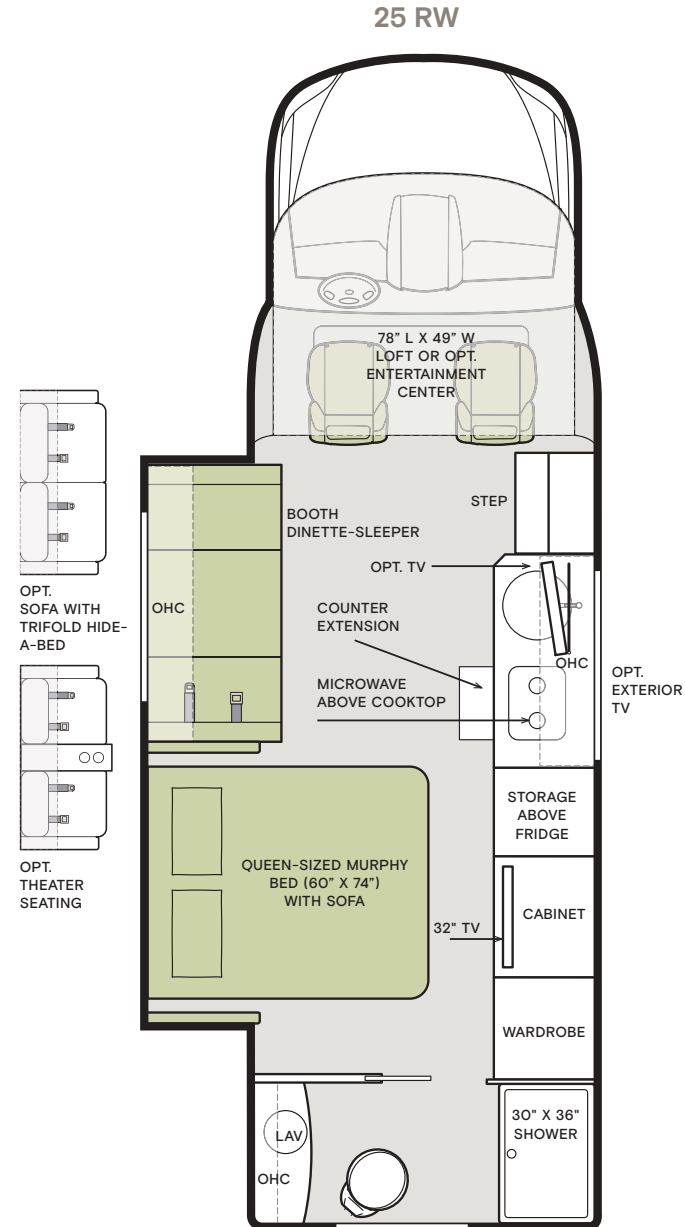 25 RW
78" L X 49" W
LOFT OR OPT.
ENTERTAINMENT
CENTER
STEP
BOOTH
DINETTE-SLEEPER
OPT. TV
OHC
COUNTER
EXTENSION
OHC
MICROWAVE
ABOVE COOKTOP
OPT.
EXTERIOR
TV
OPT.
SOFA WITH
TRIFOLD HIDE-
A-BED
OPT.
THEATER
SEATING
STORAGE
ABOVE
FRIDGE
QUEEN-SIZED MURPHY
BED (60" X 74")
WITH SOFA
32" TV
CABINET
WARDROBE
30" X 36"
SHOWER
LAV
OHC